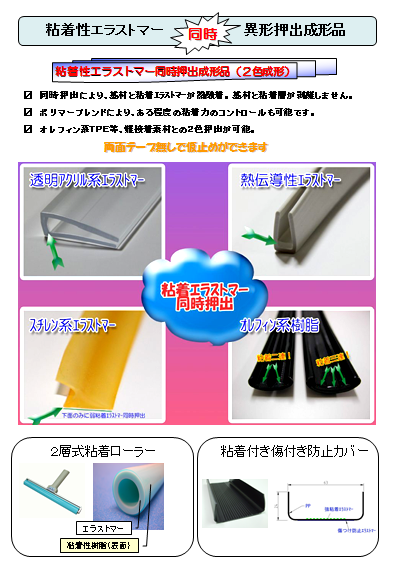 粘着性エラストマー 同時 異形押出成形品
粘着性エラストマー同時押出成形品（２色成形）
☑ 同時押出により、基材と粘着ｴﾗｽﾄﾏｰが熱融着。基材と粘着層が剥離しません。
☑ ポリマーブレンドにより、ある程度の粘着力のコントロールも可能です。
☑ オレフィン系TPE等、難接着素材との２色押出が可能。
両面テープ無しで仮止めができます
透明ｱｸﾘﾙ系ｴﾗｽﾄﾏｰ
熱伝導性ｴﾗｽﾄﾏｰ
粘着ｴﾗｽﾄﾏｰ
同時押出
ｽﾁﾚﾝ系ｴﾗｽﾄﾏｰ
ｵﾚﾌｨﾝ系樹脂
下面のみに弱粘着ｴﾗｽﾄﾏｰ同時押出
２層式粘着ローラー
エラストマー
粘着性樹脂（表面）
粘着付き傷付き防止カバー
PP